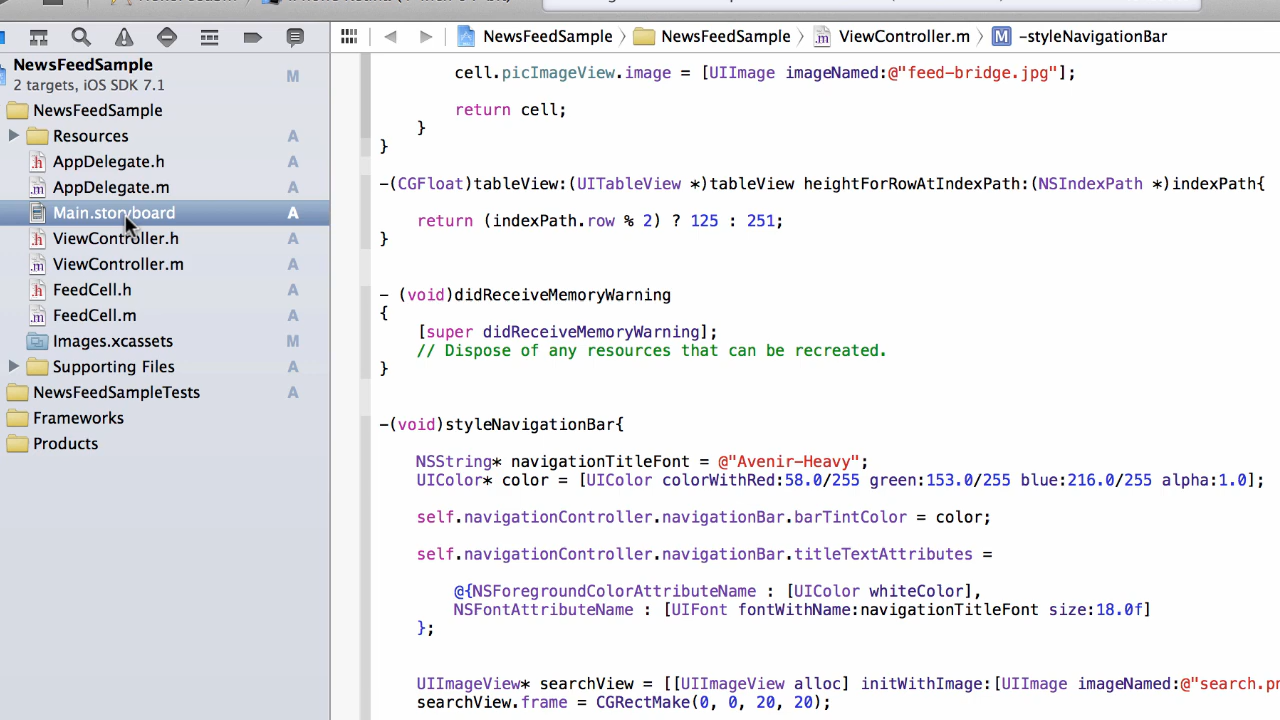 NewsFeedSample
M
2 targets, iOS SDK 7.1
NewsFeedSample
Resources A
AppDelegate.h A
AppDelegate.m A
Main.storyboard A
ViewController.h A
ViewController.m A
FeedCell.h A
FeedCell.m A
Images.xcassets M
Supporting Files A
NewsFeedSampleTests A
Frameworks
Products
NewsFeedSample NewsFeedSample ViewController.m M -styleNavigationBar
cell.picImageView.image = [UIImage imageNamed:@"feed-bridge.jpg"];
return cell;
}
}
-(CGFloat)tableView:(UITableView *)tableView heightForRowAtIndexPath:(NSIndexPath *)indexPath{
return (indexPath.row % 2) ? 125 : 251;
}
- (void)didReceiveMemoryWarning
{
[super didReceiveMemoryWarning];
// Dispose of any resources that can be recreated.
}
-(void)styleNavigationBar{
NSString* navigationTitleFont = @"Avenir-Heavy";
UIColor* color = [UIColor colorWithRed:58.0/255 green:153.0/255 blue:216.0/255 alpha:1.0];
self.navigationController.navigationBar.barTintColor = color;
self.navigationController.navigationBar.titleTextAttributes =
@{NSForegroundColorAttributeName : [UIColor whiteColor],
NSFontAttributeName : [UIFont fontWithName:navigationTitleFont size:18.0f]
};
UIImageView* searchView = [[UIImageView alloc] initWithImage:[UIImage imageNamed:@"search.pn
searchView.frame = CGRectMake(0, 0, 20, 20);